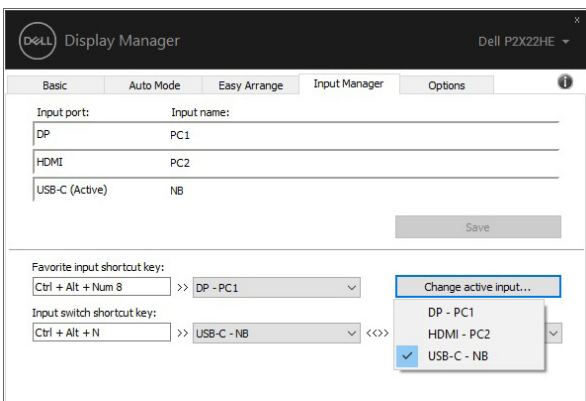 DELL Display Manager Dell P2X22HE
x
Basic Auto Mode Easy Arrange Input Manager Options i
Input port: Input name:
DP PC1
HDMI PC2
USB-C (Active) NB
Save
Favorite input shortcut key:
Ctrl + Alt + Num 8 >> DP - PC1 Change active input...
Input switch shortcut key:
Ctrl + Alt + N >> USB-C - NB <<>>
DP - PC1
HDMI - PC2
USB-C - NB